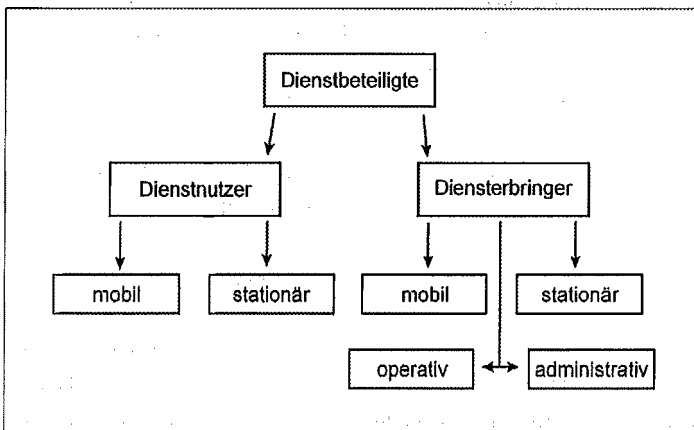 Dienstbeteiligte
Dienstnutzer
Diensterbringer
mobil
stationär
mobil
stationär
operativ
administrativ